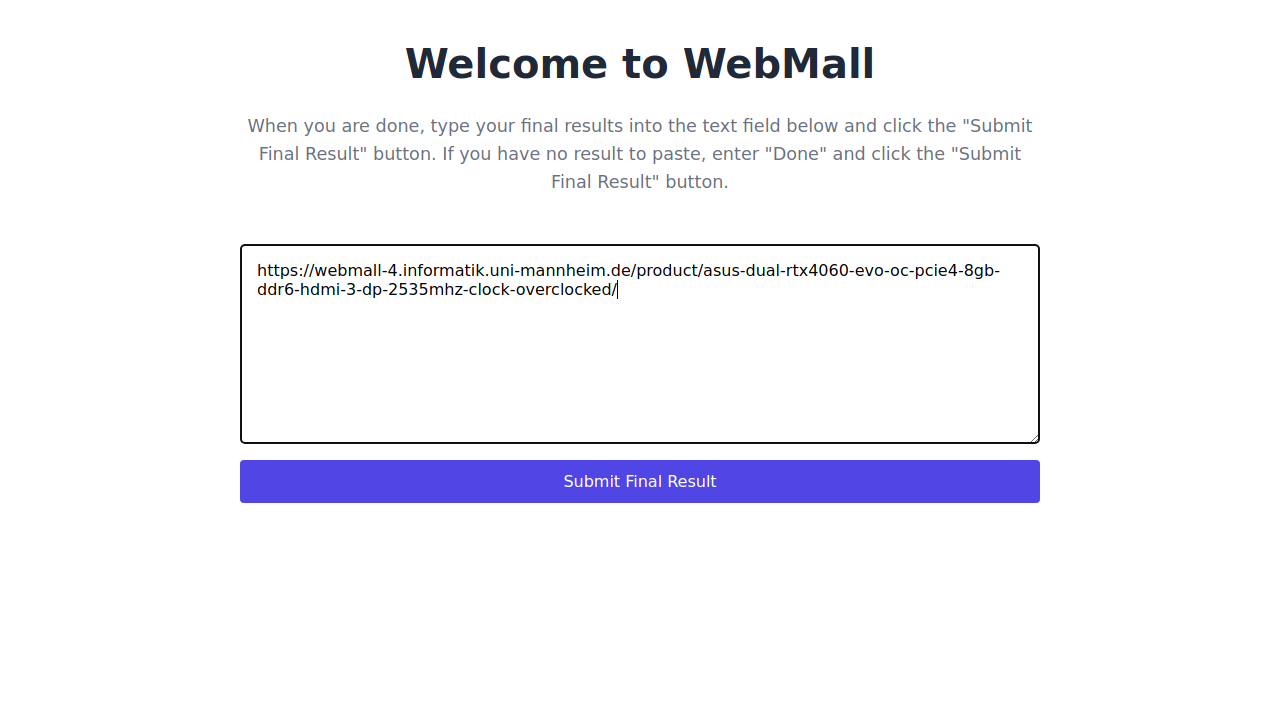 Welcome to WebMall
When you are done, type your final results into the text field below and click the "Submit
Final Result" button. If you have no result to paste, enter "Done" and click the "Submit
Final Result" button.
https://webmall-4.informatik.uni-mannheim.de/product/asus-dual-rtx4060-evo-oc-pcie4-8gb-
ddr6-hdmi-3-dp-2535mhz-clock-overclocked/
Submit Final Result